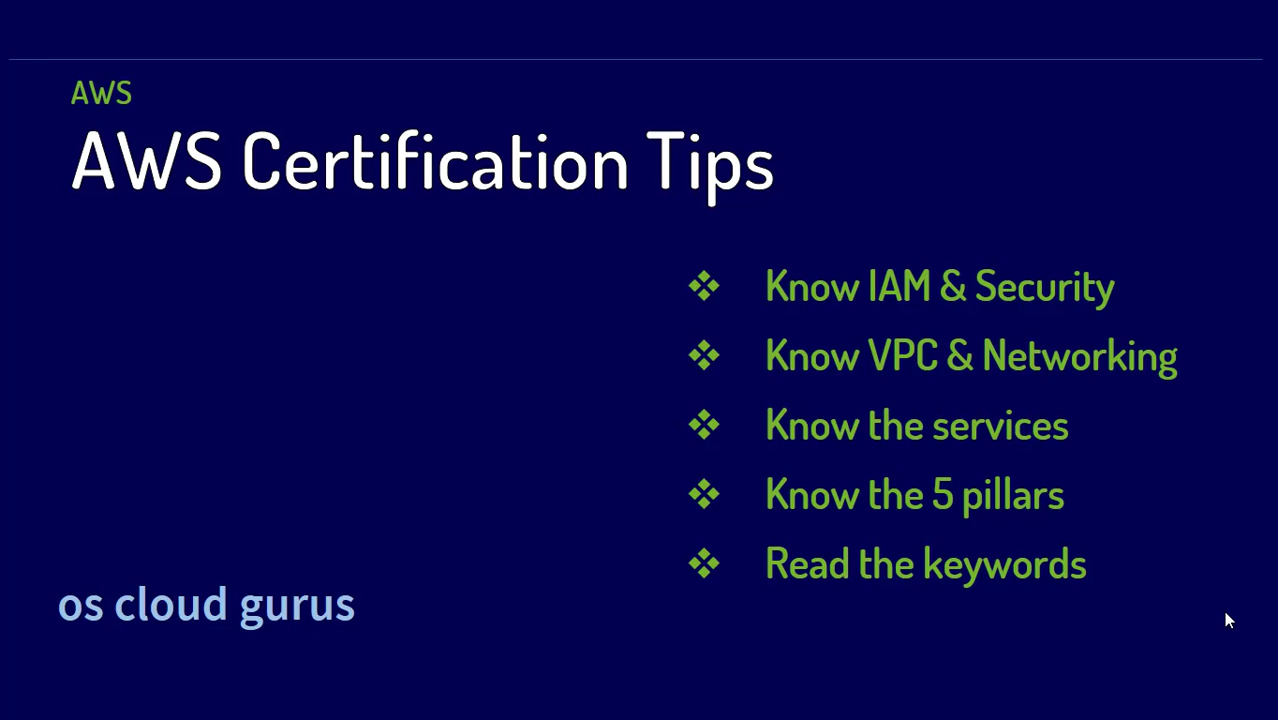 AWS
AWS Certification Tips
Know IAM & Security
Know VPC & Networking
Know the services
Know the 5 pillars
Read the keywords
os cloud gurus